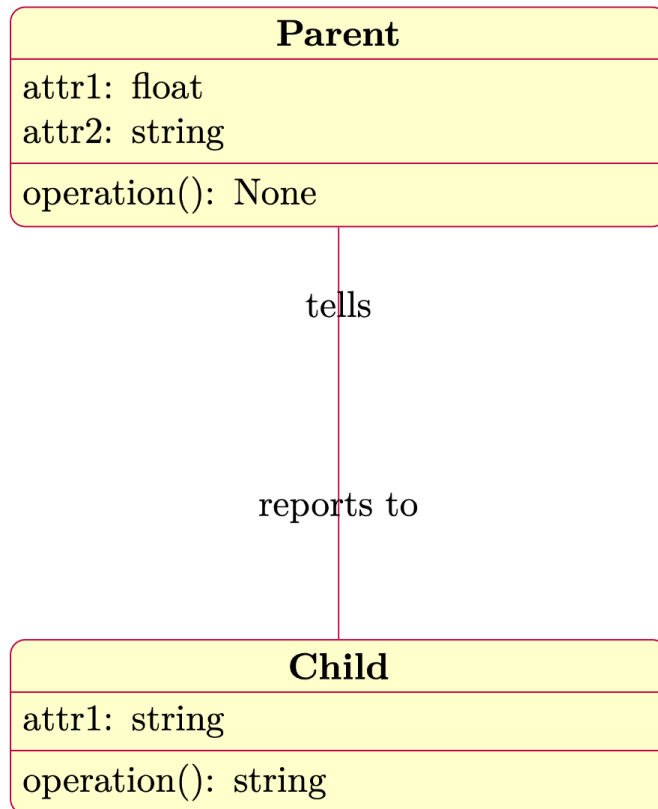 Parent
attr1: float
attr2: string
operation(): None
tells
reports to
Child
attr1: string
operation(): string